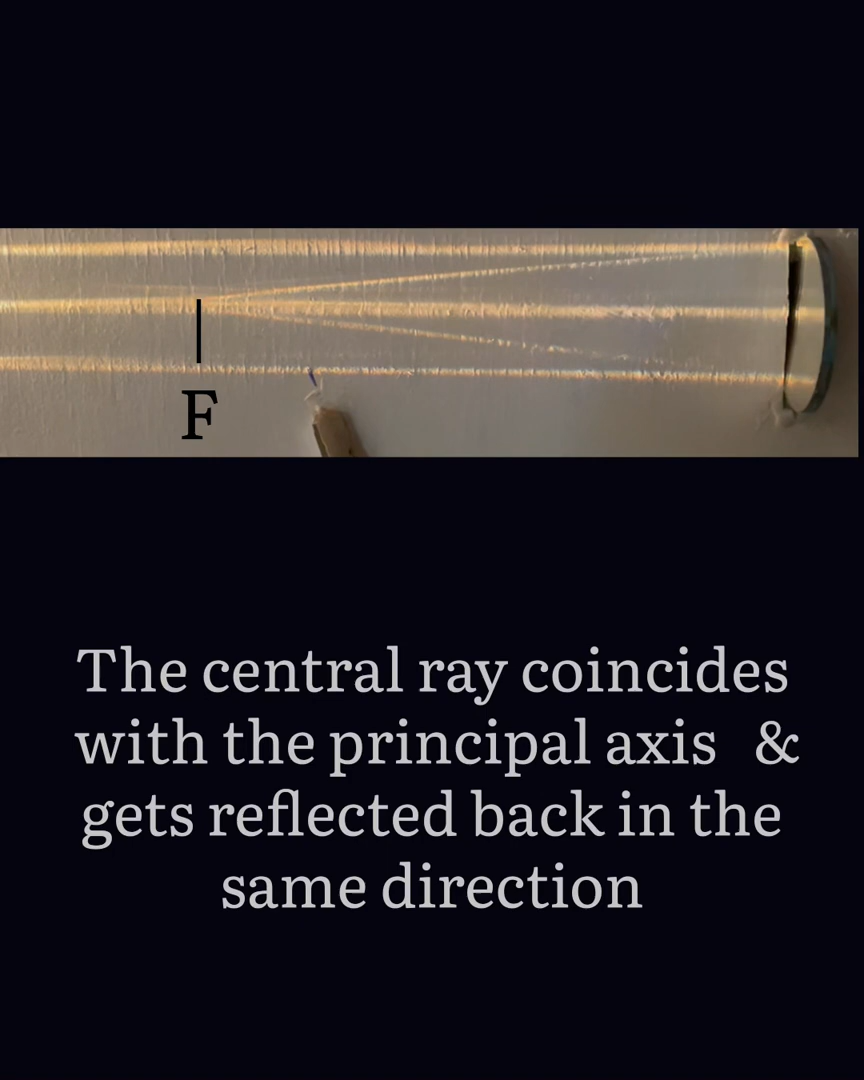 F
The central ray coincides
with the principal axis &
gets reflected back in the
same direction